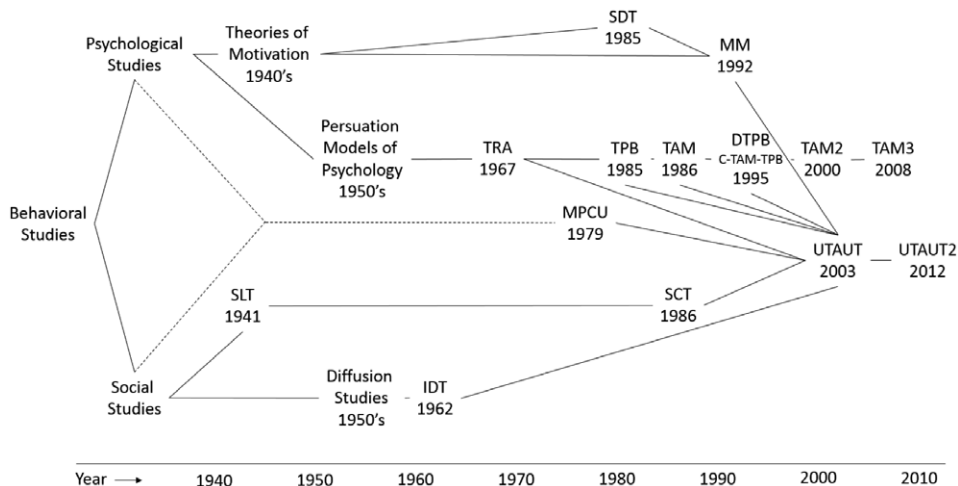 Psychological
Studies
Theories of
Motivation
1940's
SDT
1985
MM
1992
Persuation
Models of
Psychology
1950's
TRA
1967
TPB
1985
TAM
1986
DTPB
C-TAM-TPB
1995
TAM2
2000
TAM3
2008
Behavioral
Studies
MPCU
1979
UTAUT
2003
UTAUT2
2012
SLT
1941
SCT
1986
Social
Studies
Diffusion
Studies
1950's
IDT
1962
Year 1940 1950 1960 1970 1980 1990 2000 2010